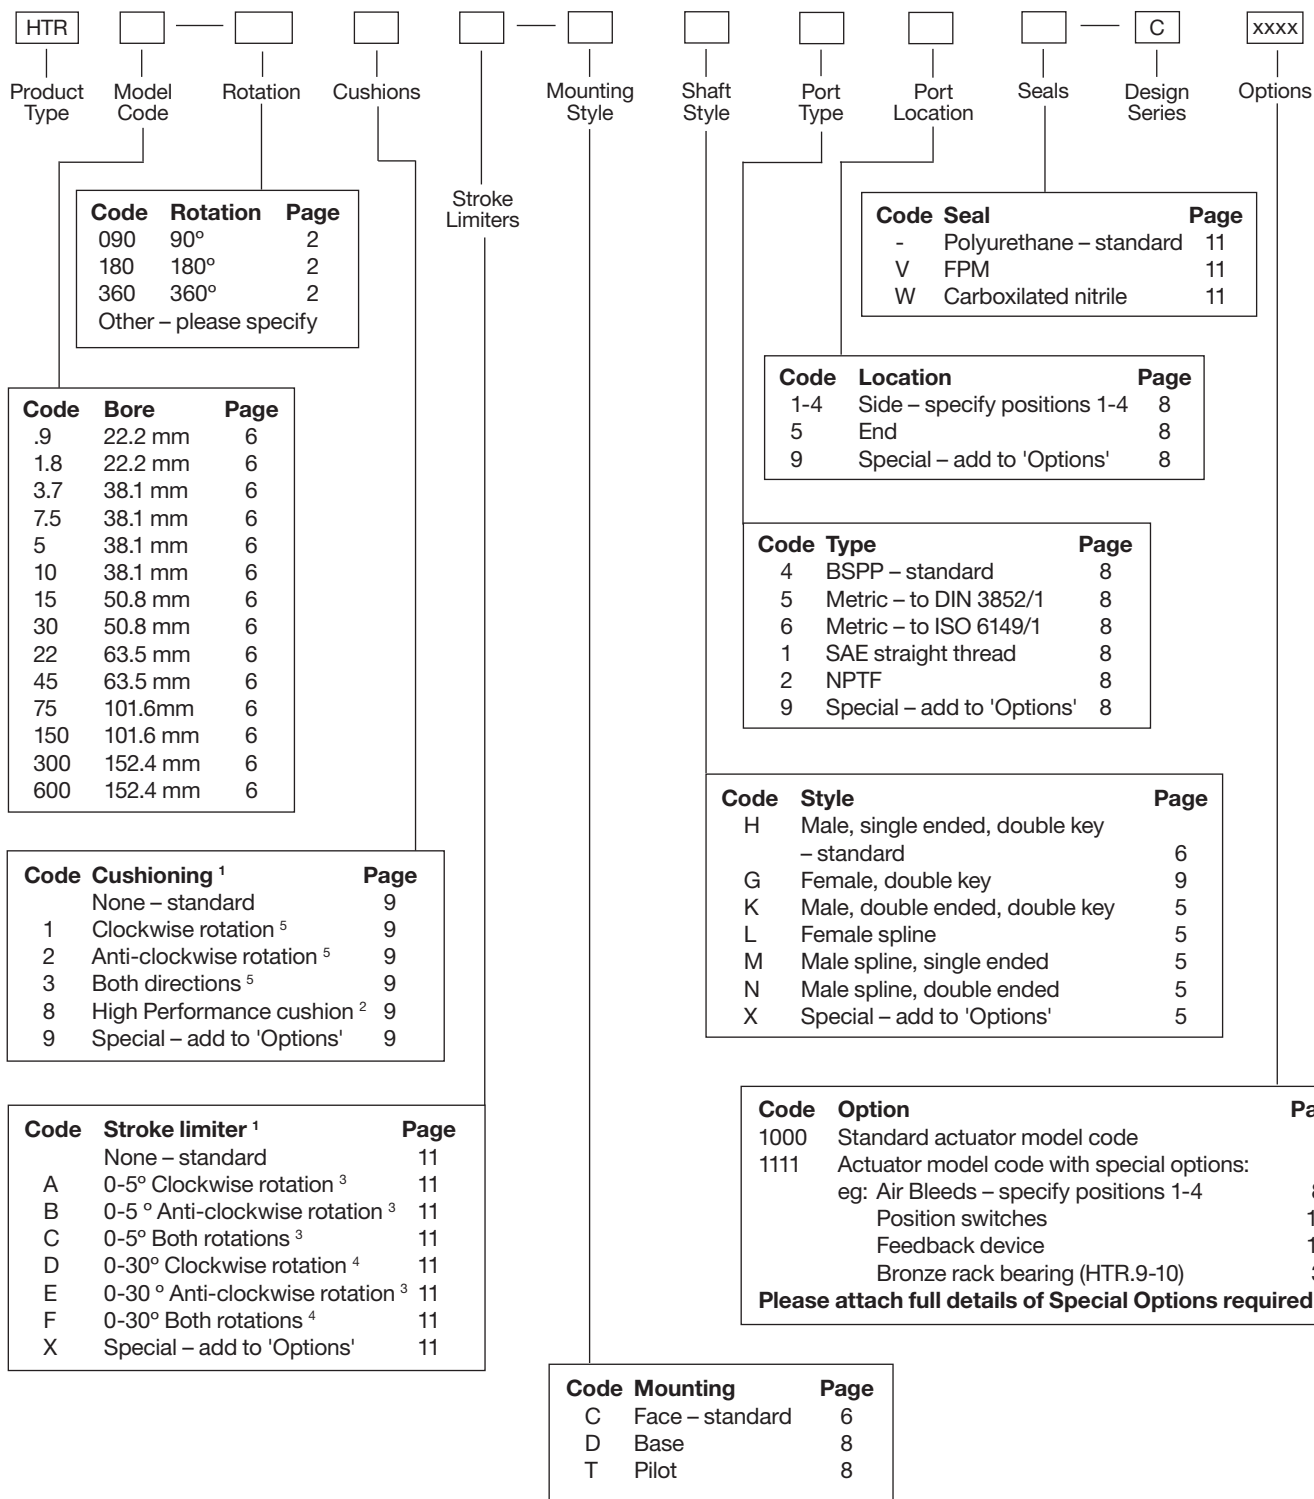 HTR C xxxx
Product Type
Model Code
Rotation
Cushions
Stroke Limiters
Mounting Style
Shaft Style
Port Type
Port Location
Seals
Design Series
Options
Code Rotation Page
090 90º 2
180 180º 2
360 360º 2
Other – please specify
Code Seal Page
- Polyurethane – standard 11
V FPM 11
W Carboxilated nitrile 11
Code Bore Page
.9 22.2 mm 6
1.8 22.2 mm 6
3.7 38.1 mm 6
7.5 38.1 mm 6
5 38.1 mm 6
10 38.1 mm 6
15 50.8 mm 6
30 50.8 mm 6
22 63.5 mm 6
45 63.5 mm 6
75 101.6mm 6
150 101.6 mm 6
300 152.4 mm 6
600 152.4 mm 6
Code Location Page
1-4 Side – specify positions 1-4 8
5 End 8
9 Special – add to 'Options' 8
Code Type Page
4 BSPP – standard 8
5 Metric – to DIN 3852/1 8
6 Metric – to ISO 6149/1 8
1 SAE straight thread 8
2 NPTF 8
9 Special – add to 'Options' 8
Code Style Page
H Male, single ended, double key
– standard 6
G Female, double key 9
K Male, double ended, double key 5
L Female spline 5
M Male spline, single ended 5
N Male spline, double ended 5
X Special – add to 'Options' 5
Code Cushioning ¹ Page
None – standard 9
1 Clockwise rotation ⁵ 9
2 Anti-clockwise rotation ⁵ 9
3 Both directions ⁵ 9
8 High Performance cushion ² 9
9 Special – add to 'Options' 9
Code Stroke limiter ¹ Page
None – standard 11
A 0-5º Clockwise rotation ³ 11
B 0-5 º Anti-clockwise rotation ³ 11
C 0-5º Both rotations ³ 11
D 0-30º Clockwise rotation ⁴ 11
E 0-30 º Anti-clockwise rotation ³ 11
F 0-30º Both rotations ⁴ 11
X Special – add to 'Options' 11
Code Option
1000 Standard actuator model code
1111 Actuator model code with special options:
eg: Air Bleeds – specify positions 1-4
Position switches
Feedback device
Bronze rack bearing (HTR.9-10)
Please attach full details of Special Options required
Code Mounting Page
C Face – standard 6
D Base 8
T Pilot 8